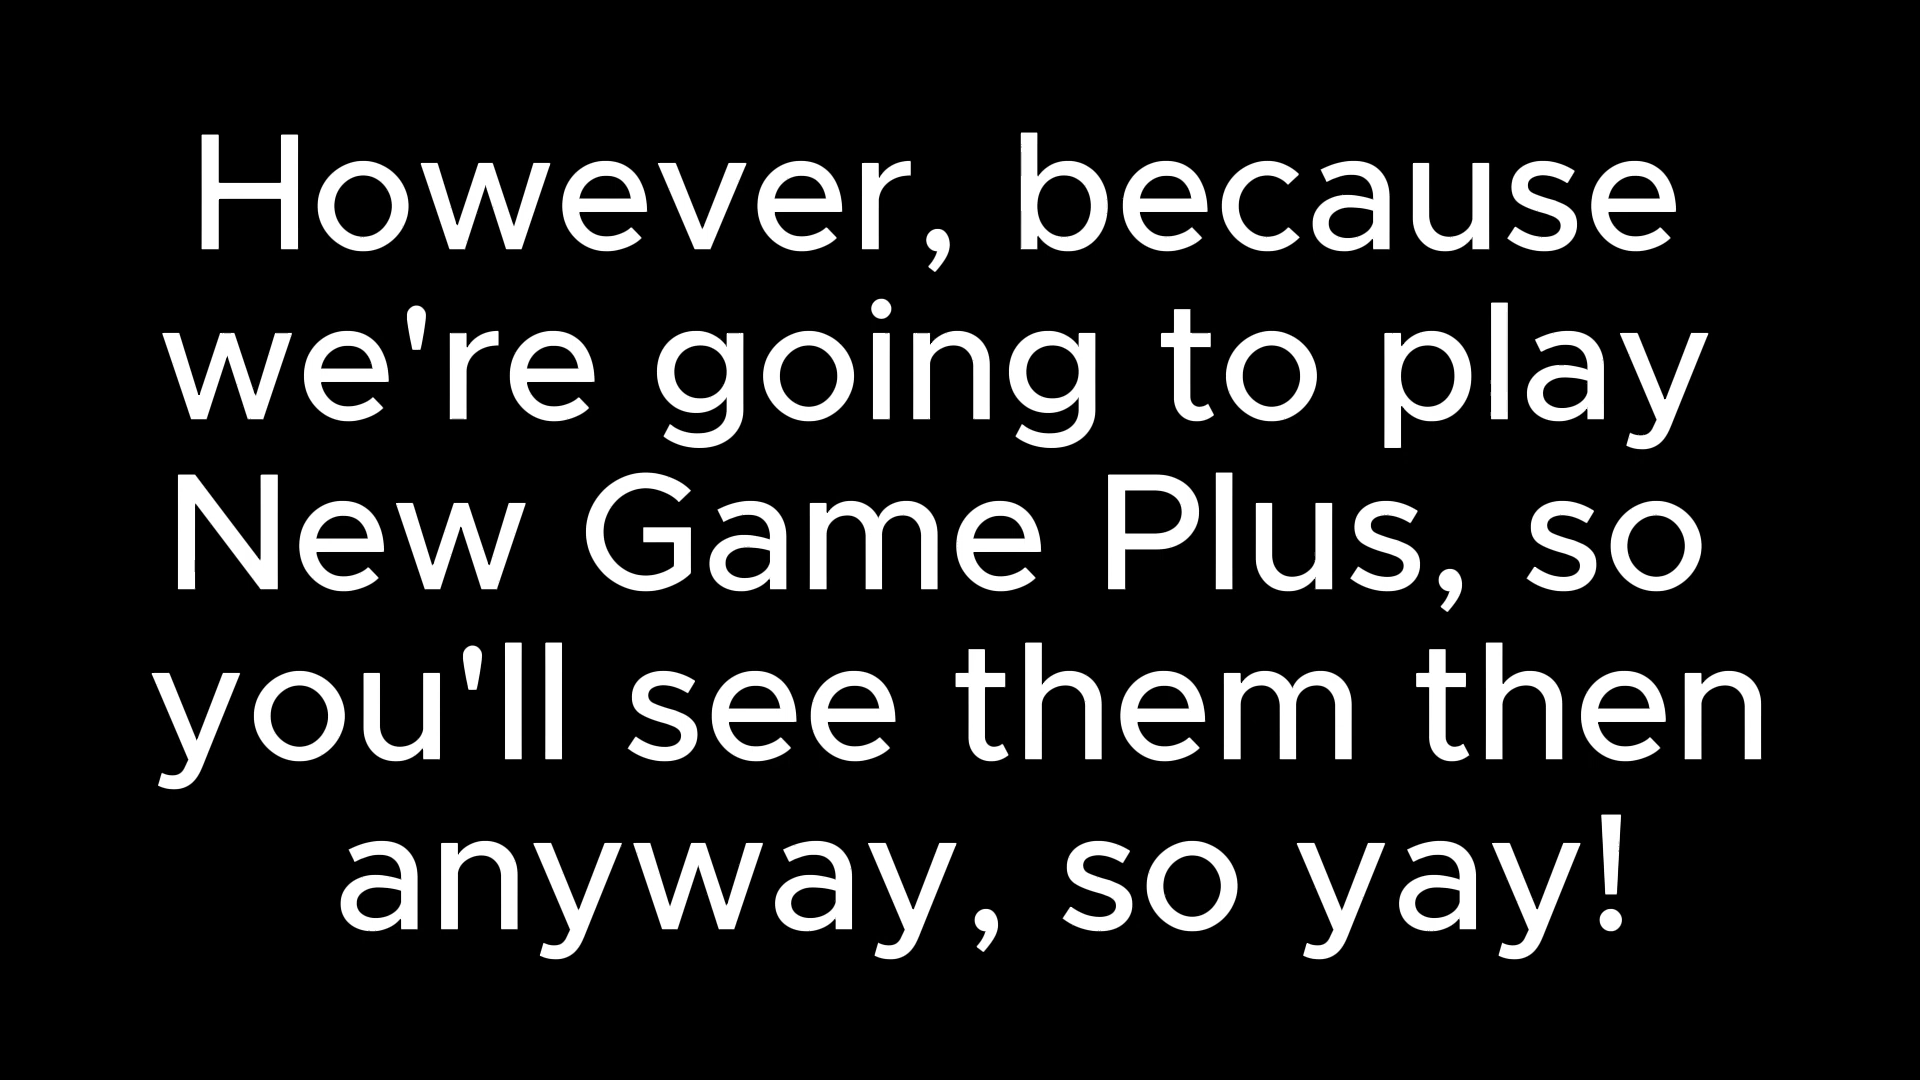 However, because
we're going to play
New Game Plus, so
you'll see them then
anyway, so yay!